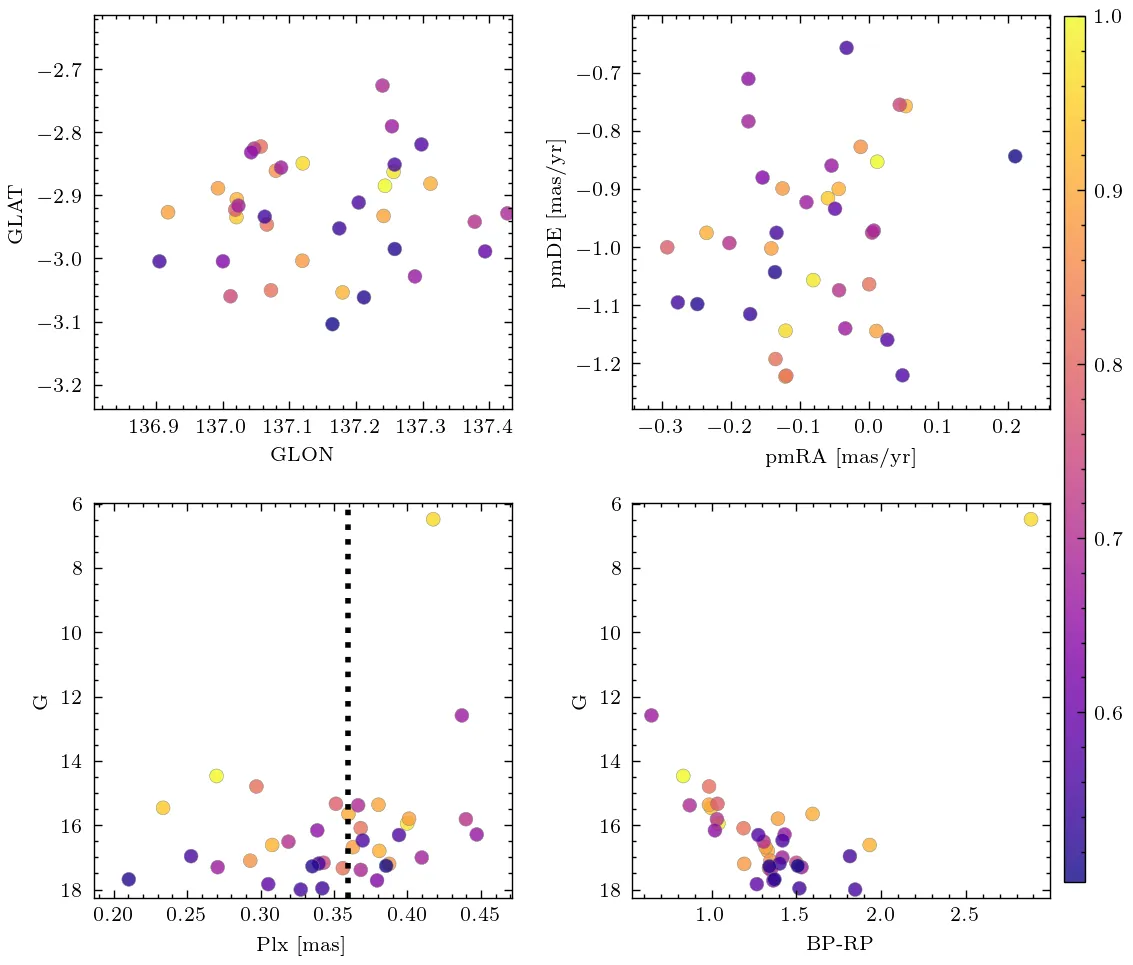 −2.7
−2.8
−2.9
−3.0
−3.1
−3.2
GLAT
136.9 137.0 137.1 137.2 137.3 137.4
GLON
−0.7
−0.8
−0.9
−1.0
−1.1
−1.2
pmDE [mas/yr]
−0.3 −0.2 −0.1 0.0 0.1 0.2
pmRA [mas/yr]
1.0
0.9
0.8
0.7
0.6
6
8
10
12
14
16
18
G
0.20 0.25 0.30 0.35 0.40 0.45
Plx [mas]
6
8
10
12
14
16
18
G
1.0 1.5 2.0 2.5
BP-RP